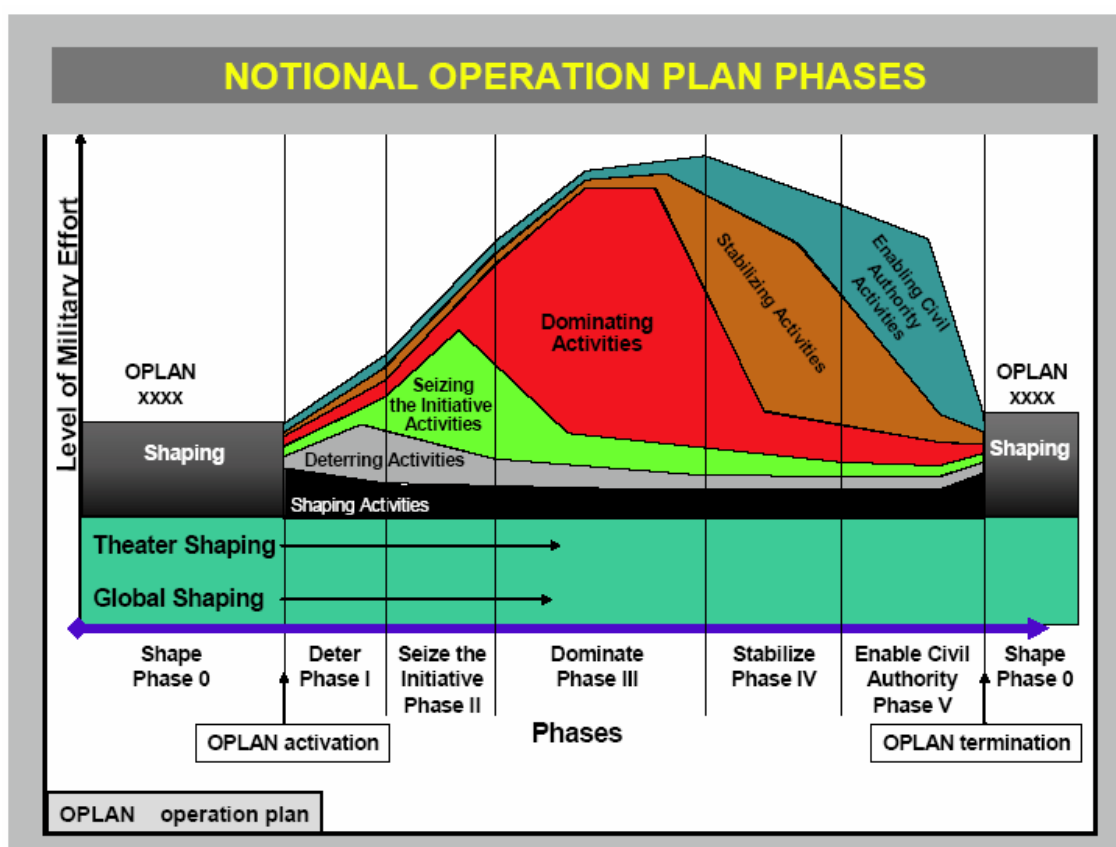 NOTIONAL OPERATION PLAN PHASES
Level of Military Effort
OPLAN
xxxx
Shaping
Deterring Activities
Shaping Activities
Seizing
the Initiative
Activities
Dominating
Activities
Stabilizing Activities
Enabling Civil
Authority
Activities
OPLAN
xxxx
Shaping
Theater Shaping
Global Shaping
Shape
Phase 0
Deter
Phase I
Seize the
Initiative
Phase II
Dominate
Phase III
Stabilize
Phase IV
Enable Civil
Authority
Phase V
Shape
Phase 0
OPLAN activation
Phases
OPLAN termination
OPLAN operation plan